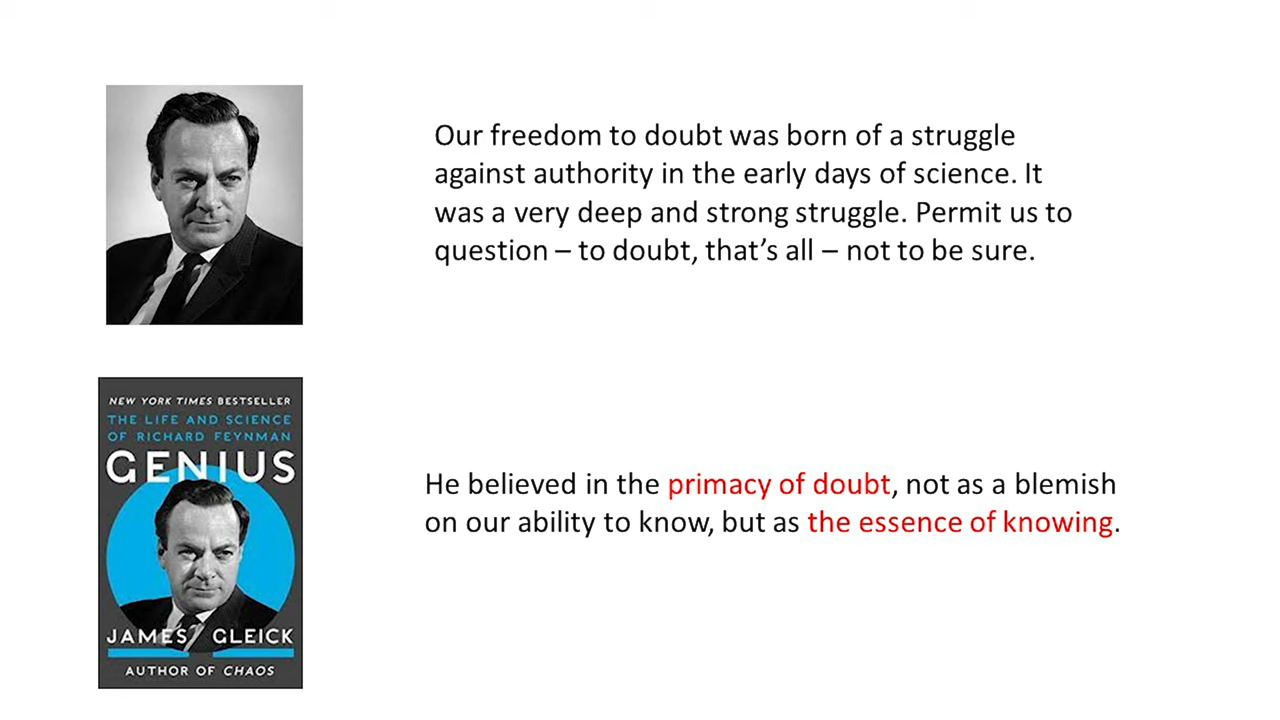 Our freedom to doubt was born of a struggle
against authority in the early days of science. It
was a very deep and strong struggle. Permit us to
question – to doubt, that’s all – not to be sure.
NEW YORK TIMES BESTSELLER
THE LIFE AND SCIENCE
OF RICHARD FEYNMAN
GENIUS
JAMES GLEICK
AUTHOR OF CHAOS
He believed in the primacy of doubt, not as a blemish
on our ability to know, but as the essence of knowing.